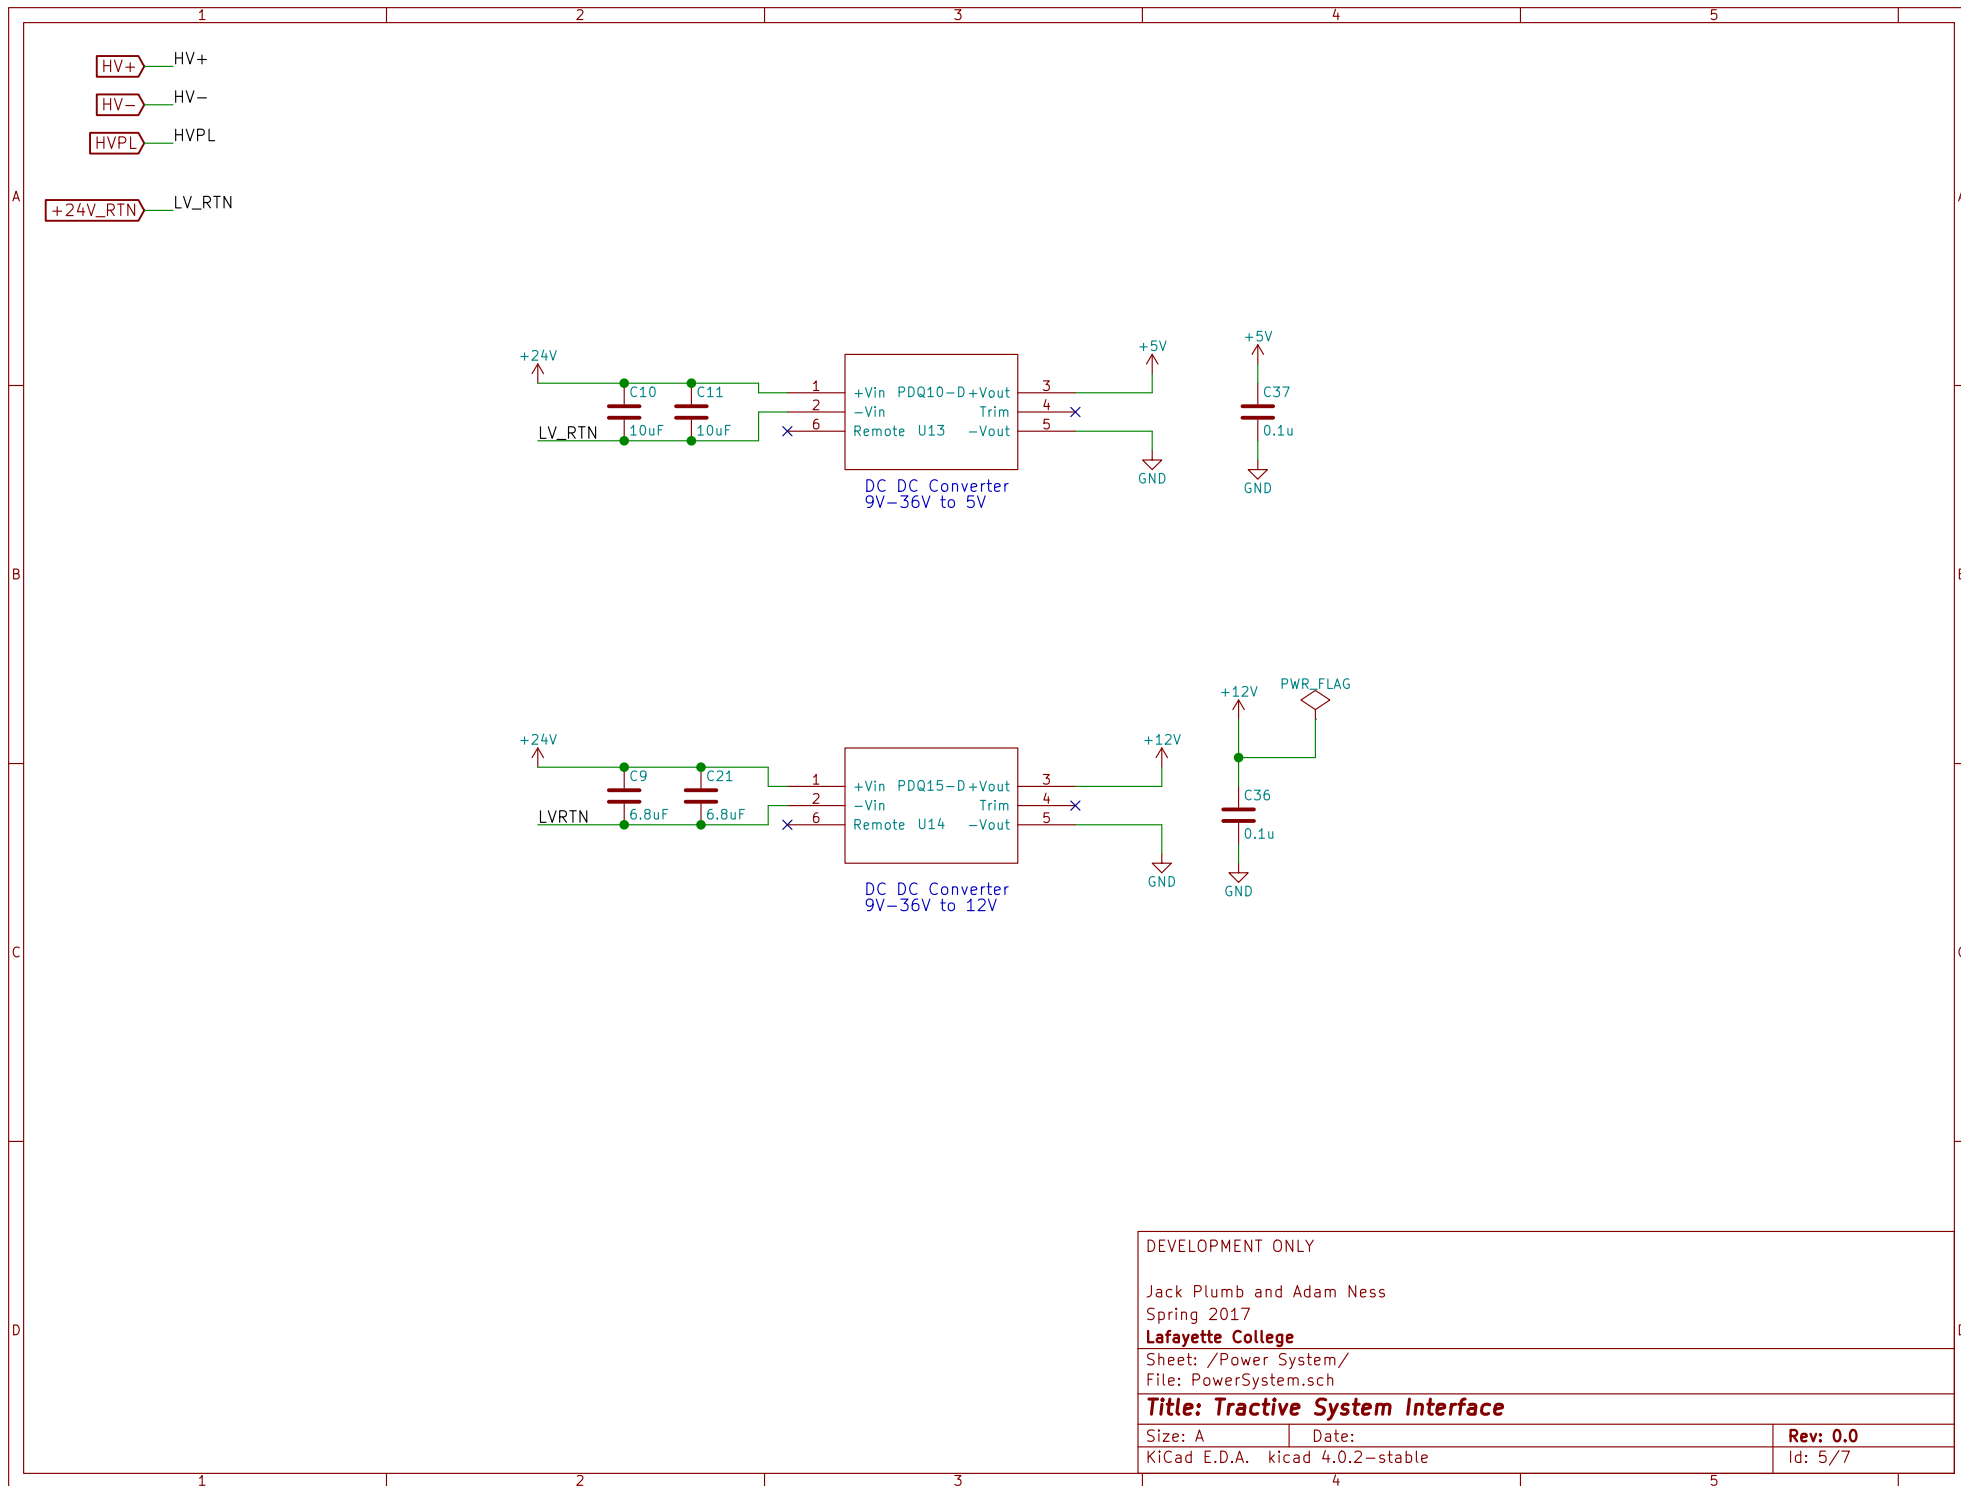 1 2 3 4 5
HV+ HV+
HV- HV-
HVPL HVPL
A
+24V_RTN LV_RTN
+24V +5V +5V
C10 C11 1 +Vin PDQ10-D +Vout 3 C37
2 -Vin Trim 4
LV_RTN 10uF 10uF 6 Remote U13 -Vout 5 0.1u
GND GND
DC DC Converter
9V-36V to 5V
B
PWR_FLAG
+12V
+24V +12V
C9 C21 1 +Vin PDQ15-D +Vout 3 C36
2 -Vin Trim 4
LVRTN 6.8uF 6.8uF 6 Remote U14 -Vout 5 0.1u
GND GND
DC DC Converter
9V-36V to 12V
C
DEVELOPMENT ONLY
Jack Plumb and Adam Ness
Spring 2017
D
Lafayette College
Sheet: /Power System/
File: PowerSystem.sch
Title: Tractive System Interface
Size: A Date: Rev: 0.0
KiCad E.D.A. kicad 4.0.2-stable Id: 5/7
1 2 3 4 5